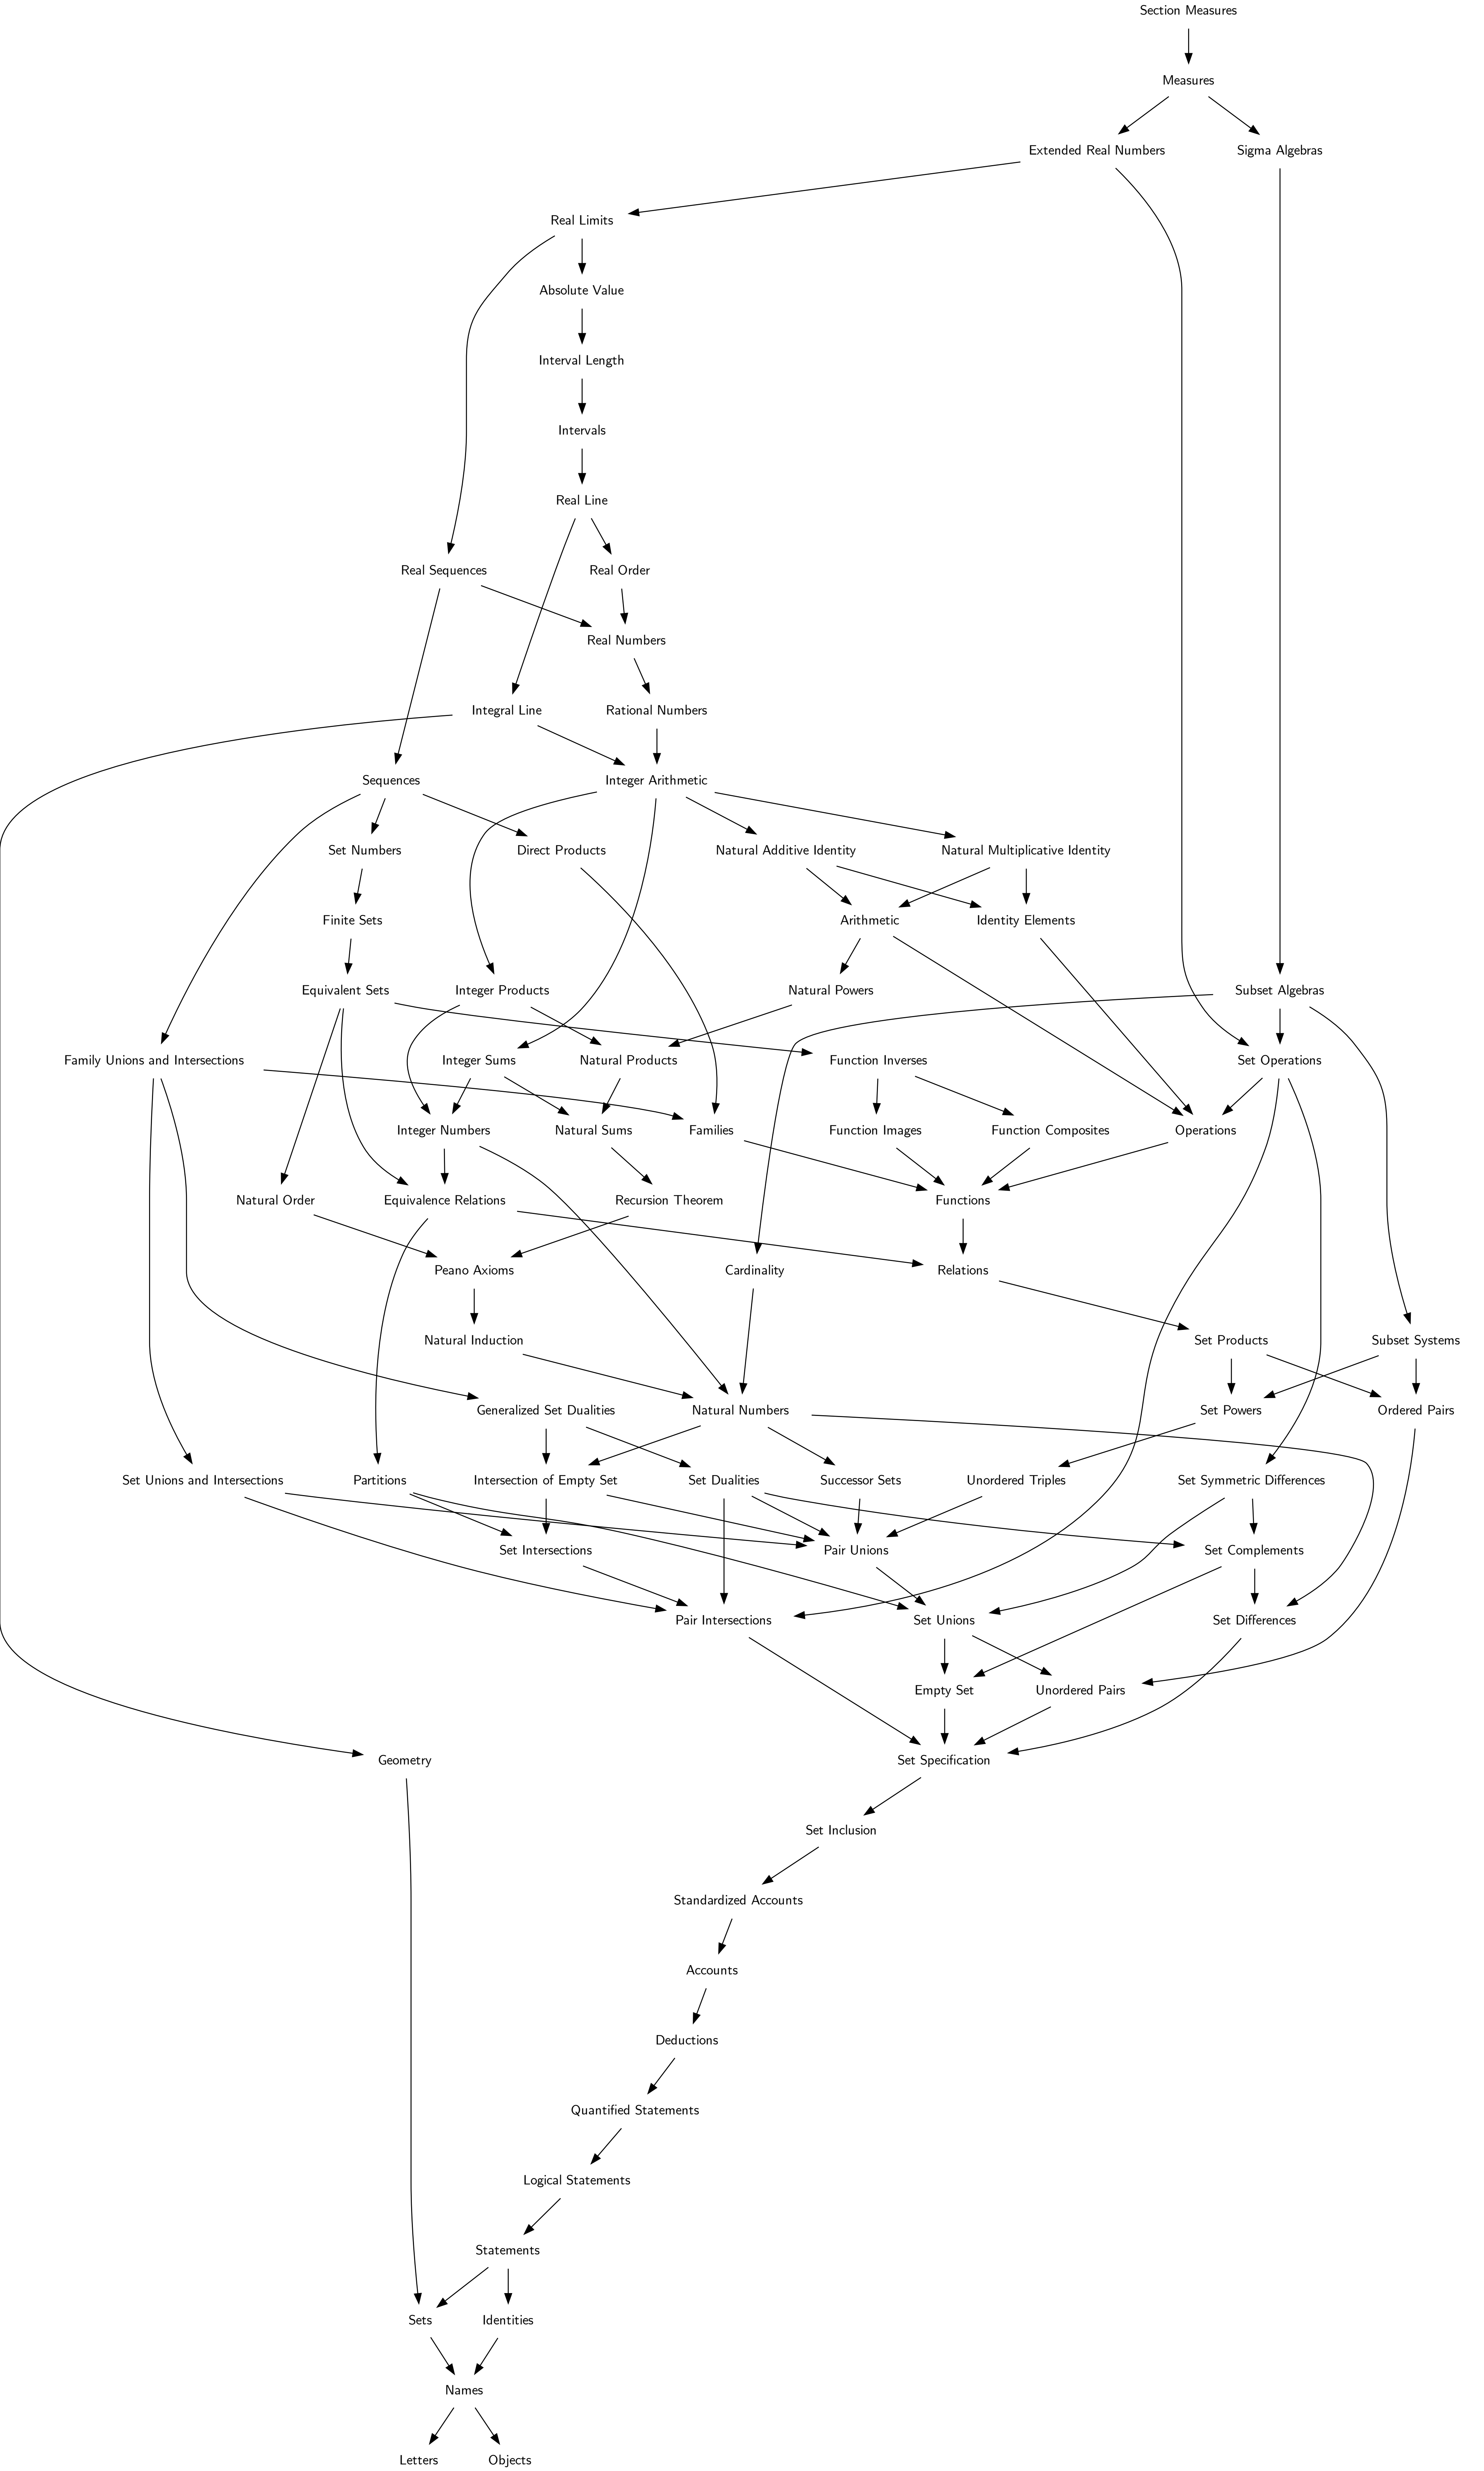 Section Measures
Measures
Extended Real Numbers
Sigma Algebras
Real Limits
Absolute Value
Interval Length
Intervals
Real Line
Real Sequences
Real Order
Real Numbers
Integral Line
Rational Numbers
Sequences
Integer Arithmetic
Set Numbers
Direct Products
Natural Additive Identity
Natural Multiplicative Identity
Finite Sets
Arithmetic
Identity Elements
Equivalent Sets
Integer Products
Natural Powers
Subset Algebras
Family Unions and Intersections
Integer Sums
Natural Products
Function Inverses
Set Operations
Integer Numbers
Natural Sums
Families
Function Images
Function Composites
Operations
Natural Order
Equivalence Relations
Recursion Theorem
Functions
Peano Axioms
Cardinality
Relations
Natural Induction
Set Products
Subset Systems
Generalized Set Dualities
Natural Numbers
Set Powers
Ordered Pairs
Set Unions and Intersections
Partitions
Intersection of Empty Set
Set Dualities
Successor Sets
Unordered Triples
Set Symmetric Differences
Set Intersections
Pair Unions
Set Complements
Pair Intersections
Set Unions
Set Differences
Empty Set
Unordered Pairs
Geometry
Set Specification
Set Inclusion
Standardized Accounts
Accounts
Deductions
Quantified Statements
Logical Statements
Statements
Sets
Identities
Names
Letters
Objects